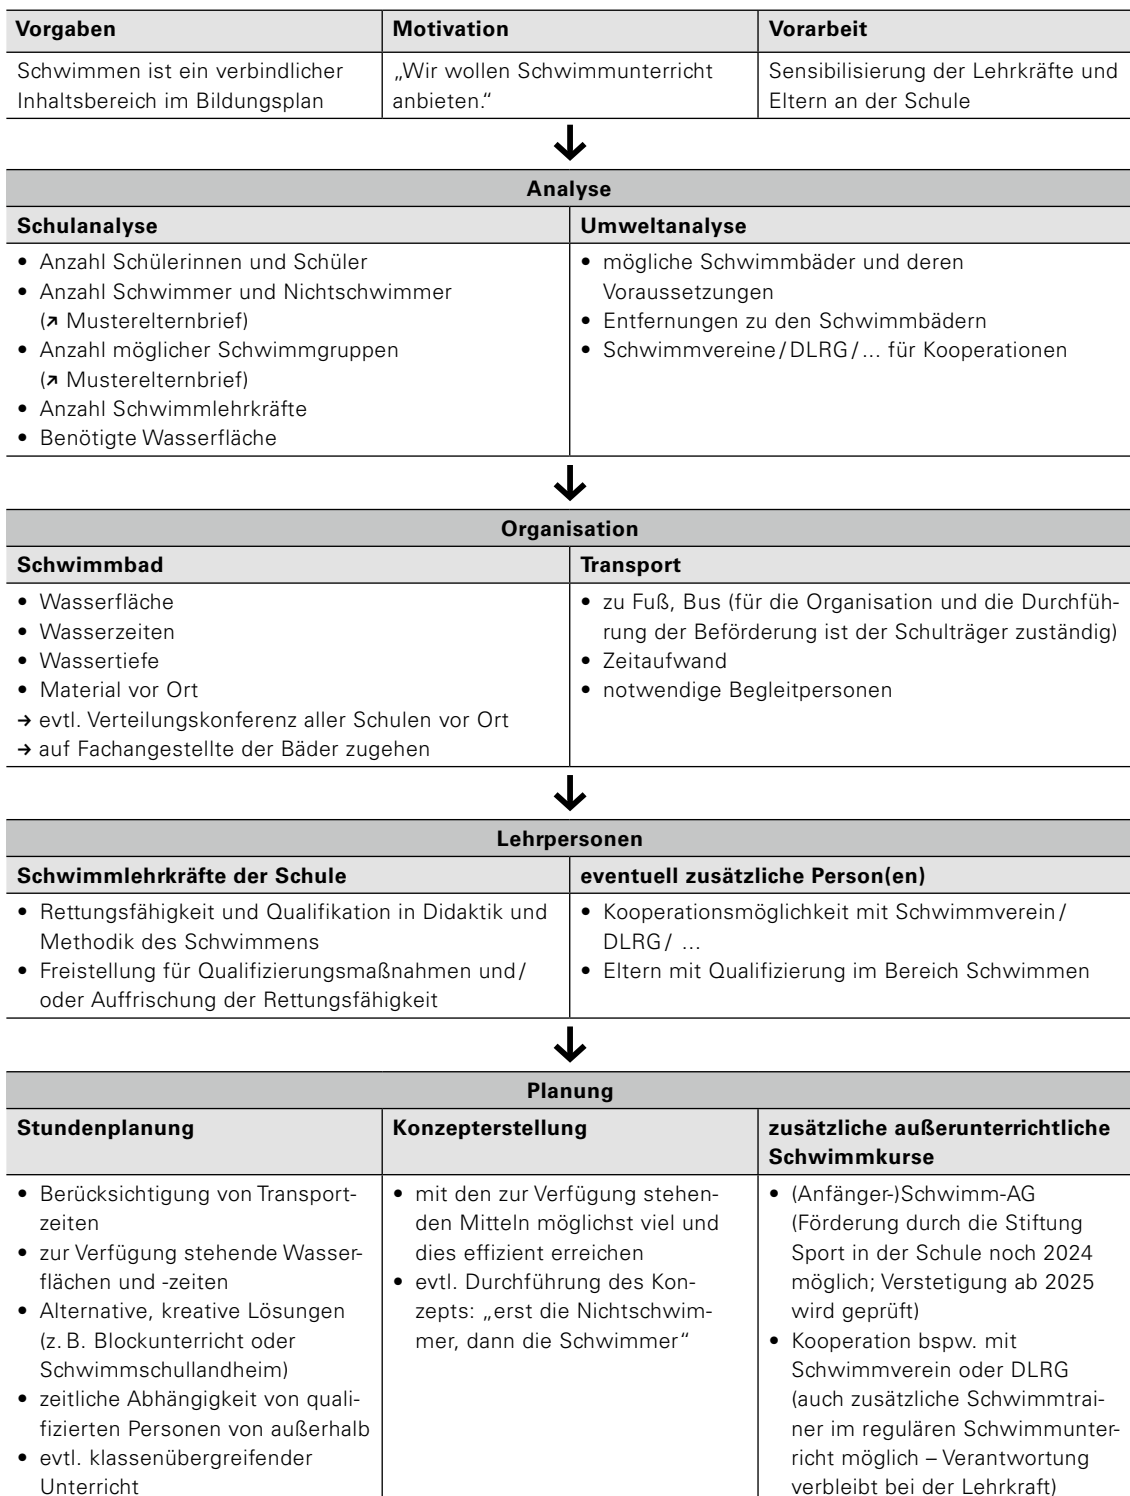 Vorgaben
Schwimmen ist ein verbindlicher
Inhaltsbereich im Bildungsplan
Motivation
„Wir wollen Schwimmunterricht
anbieten.“
Vorarbeit
Sensibilisierung der Lehrkräfte und
Eltern an der Schule
↓
Analyse
Schulanalyse
• Anzahl Schülerinnen und Schüler
• Anzahl Schwimmer und Nichtschwimmer
(↗ Musterelternbrief)
• Anzahl möglicher Schwimmgruppen
(↗ Musterelternbrief)
• Anzahl Schwimmlehrkräfte
• Benötigte Wasserfläche
Umweltanalyse
• mögliche Schwimmbäder und deren
Voraussetzungen
• Entfernungen zu den Schwimmbädern
• Schwimmvereine/DLRG/... für Kooperationen
↓
Organisation
Schwimmbad
• Wasserfläche
• Wasserzeiten
• Wassertiefe
• Material vor Ort
→ evtl. Verteilungskonferenz aller Schulen vor Ort
→ auf Fachangestellte der Bäder zugehen
Transport
• zu Fuß, Bus (für die Organisation und die Durchfüh-
rung der Beförderung ist der Schulträger zuständig)
• Zeitaufwand
• notwendige Begleitpersonen
↓
Lehrpersonen
Schwimmlehrkräfte der Schule
• Rettungsfähigkeit und Qualifikation in Didaktik und
Methodik des Schwimmens
• Freistellung für Qualifizierungsmaßnahmen und/
oder Auffrischung der Rettungsfähigkeit
eventuell zusätzliche Person(en)
• Kooperationsmöglichkeit mit Schwimmverein/
DLRG/ ...
• Eltern mit Qualifizierung im Bereich Schwimmen
↓
Planung
Stundenplanung
• Berücksichtigung von Transport-
zeiten
• zur Verfügung stehende Wasser-
flächen und -zeiten
• Alternative, kreative Lösungen
(z. B. Blockunterricht oder
Schwimmschullandheim)
• zeitliche Abhängigkeit von quali-
fizierten Personen von außerhalb
• evtl. klassenübergreifender
Unterricht
Konzepterstellung
• mit den zur Verfügung stehen-
den Mitteln möglichst viel und
dies effizient erreichen
• evtl. Durchführung des Kon-
zepts: „erst die Nichtschwim-
mer, dann die Schwimmer“
zusätzliche außerunterrichtliche
Schwimmkurse
• (Anfänger-)Schwimm-AG
(Förderung durch die Stiftung
Sport in der Schule noch 2024
möglich; Verstetigung ab 2025
wird geprüft)
• Kooperation bspw. mit
Schwimmverein oder DLRG
(auch zusätzliche Schwimmtrai-
ner im regulären Schwimmunter-
richt möglich – Verantwortung
verbleibt bei der Lehrkraft)